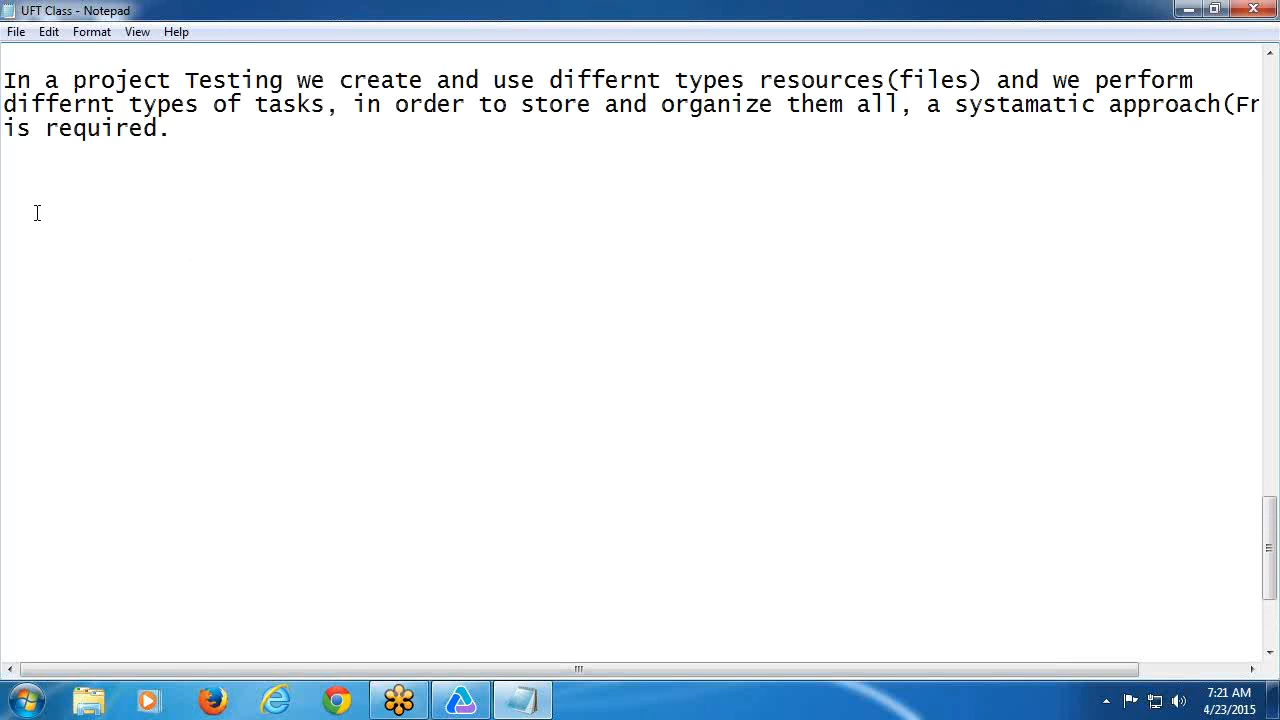 UFT Class - Notepad
File Edit Format View Help
In a project Testing we create and use differnt types resources(files) and we perform
differnt types of tasks, in order to store and organize them all, a systamatic approach(Fr
is required.
7:21 AM
4/23/2015